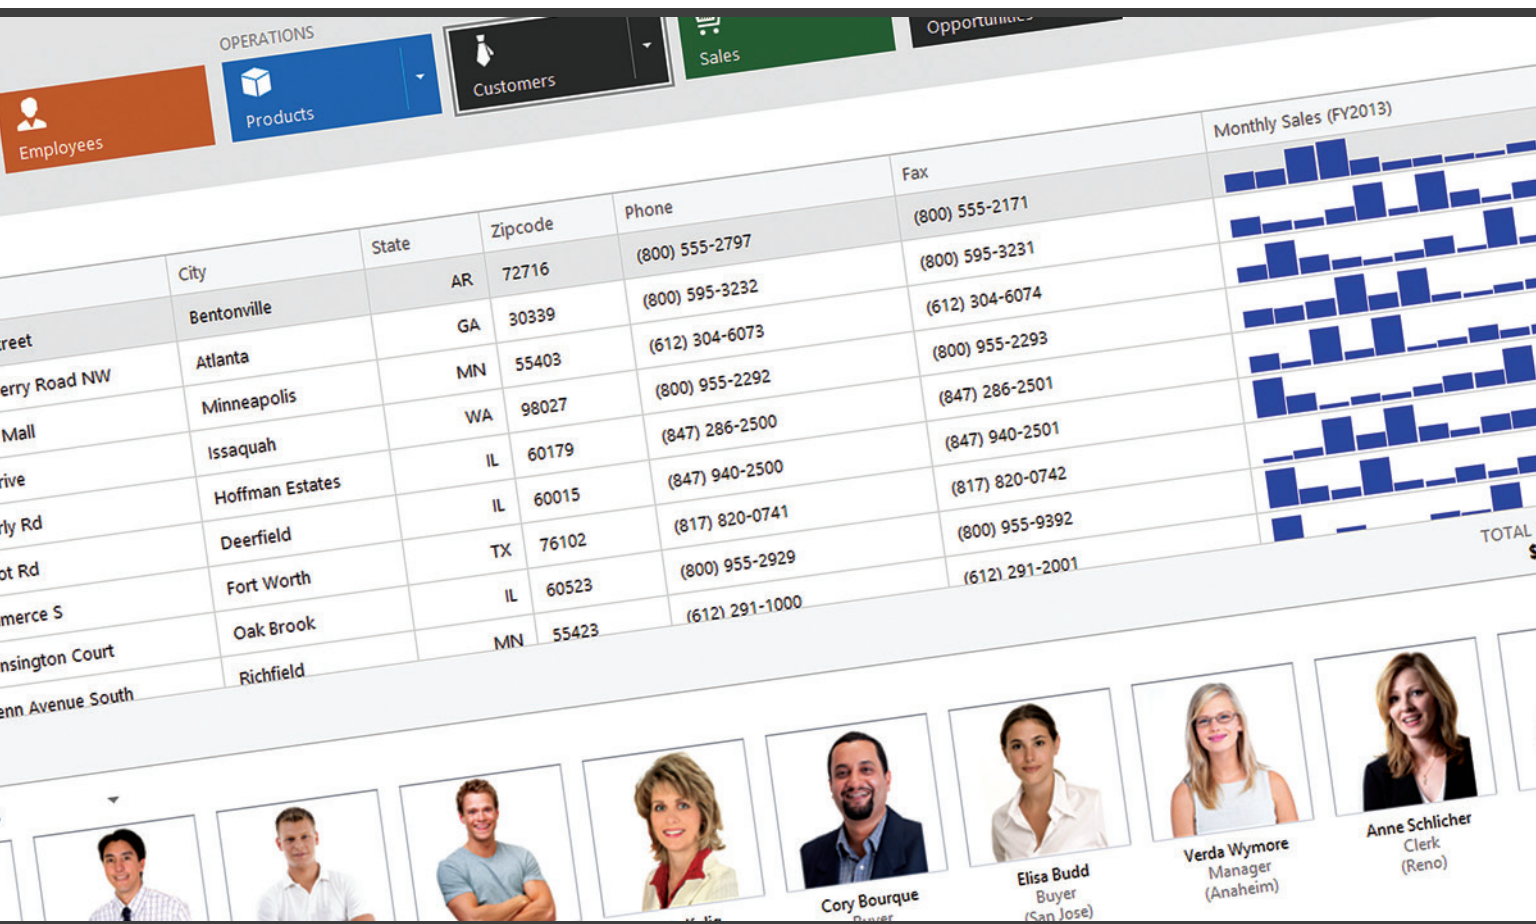 OPERATIONS
Employees
Products
Customers
Sales
Opportunities
City State Zipcode Phone Fax Monthly Sales (FY2013)
Bentonville AR 72716 (800) 555-2797 (800) 555-2171
erry Road NW Atlanta GA 30339 (800) 595-3232 (800) 595-3231
Mall Minneapolis MN 55403 (612) 304-6073 (612) 304-6074
rive Issaquah WA 98027 (800) 955-2292 (800) 955-2293
rly Rd Hoffman Estates IL 60179 (847) 286-2500 (847) 286-2501
ot Rd Deerfield IL 60015 (847) 940-2500 (847) 940-2501
merce S Fort Worth TX 76102 (817) 820-0741 (817) 820-0742
nsington Court Oak Brook IL 60523 (800) 955-2929 (800) 955-9392
enn Avenue South Richfield MN 55423 (612) 291-1000 (612) 291-2001
TOTAL
$
Cory Bourque
Buyer
Elisa Budd
Buyer
(San Jose)
Verda Wymore
Manager
(Anaheim)
Anne Schlicher
Clerk
(Reno)